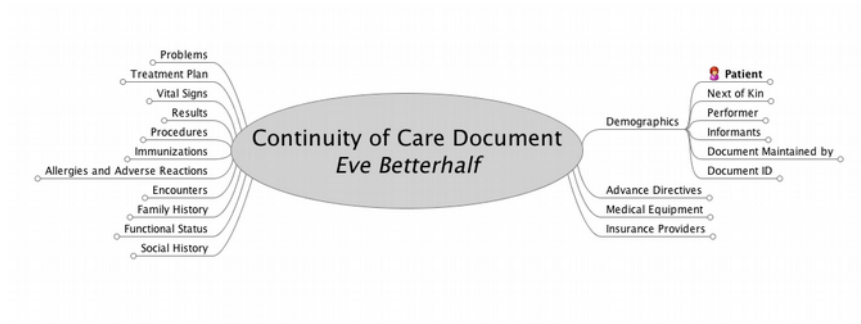 Continuity of Care Document
Eve Betterhalf
Problems
Treatment Plan
Vital Signs
Results
Procedures
Immunizations
Allergies and Adverse Reactions
Encounters
Family History
Functional Status
Social History
Demographics
Patient
Next of Kin
Performer
Informants
Document Maintained by
Document ID
Advance Directives
Medical Equipment
Insurance Providers